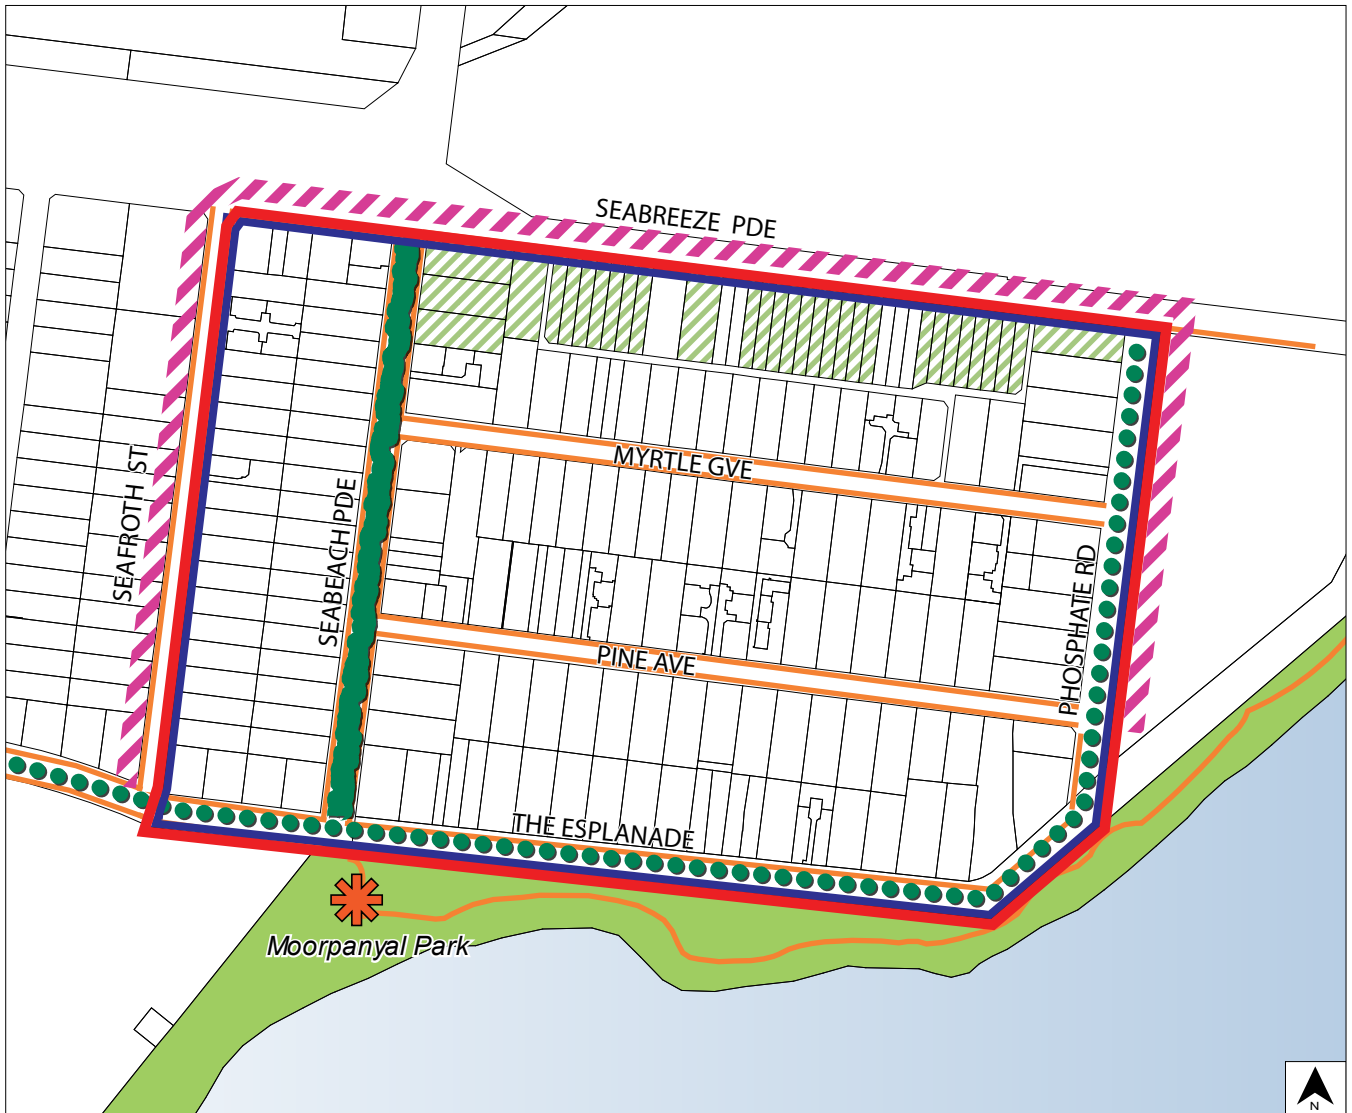 SEABREEZE PDE
MYRTLE GVE
SEAFROTH ST
SEABEACH PDE
PHOSPHATE RD
PINE AVE
THE ESPLANADE
Moorpanyal Park
N